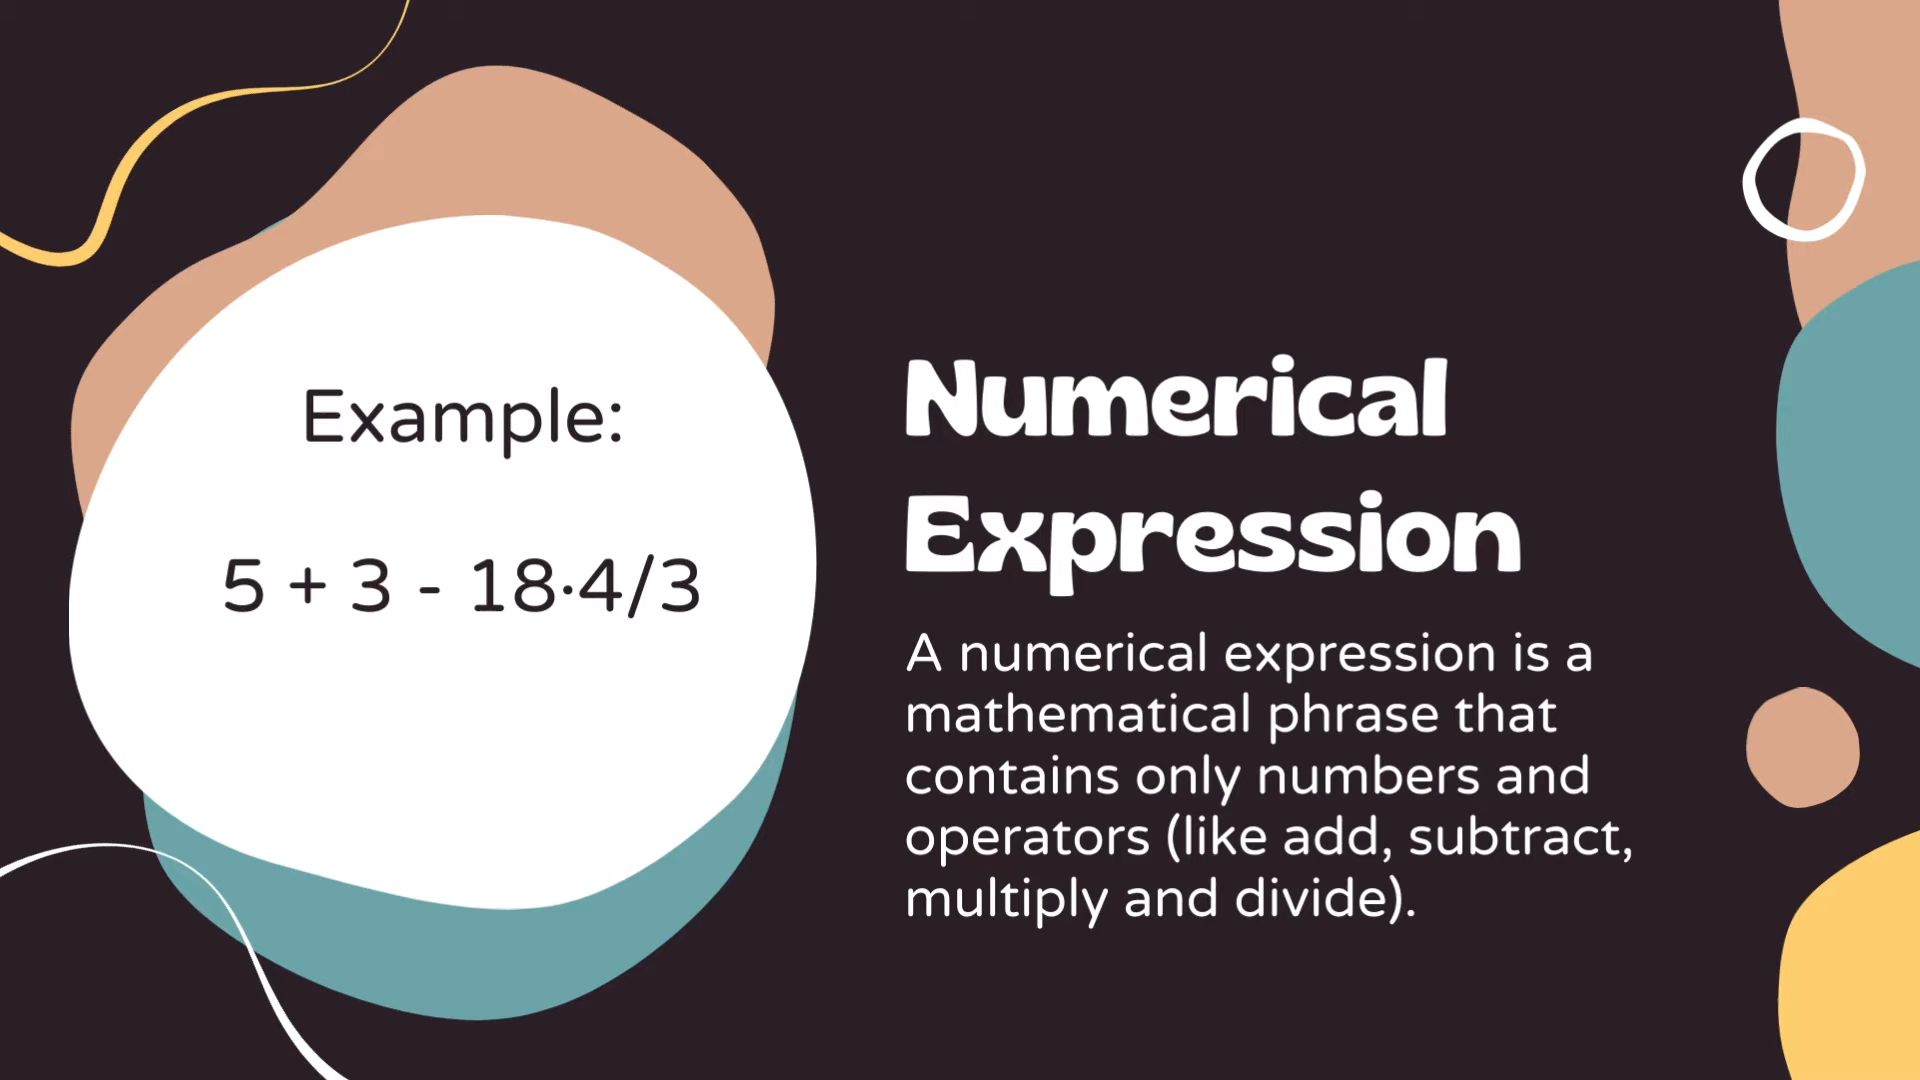 Example:
5 + 3 - 18·4/3
Numerical
Expression
A numerical expression is a
mathematical phrase that
contains only numbers and
operators (like add, subtract,
multiply and divide).